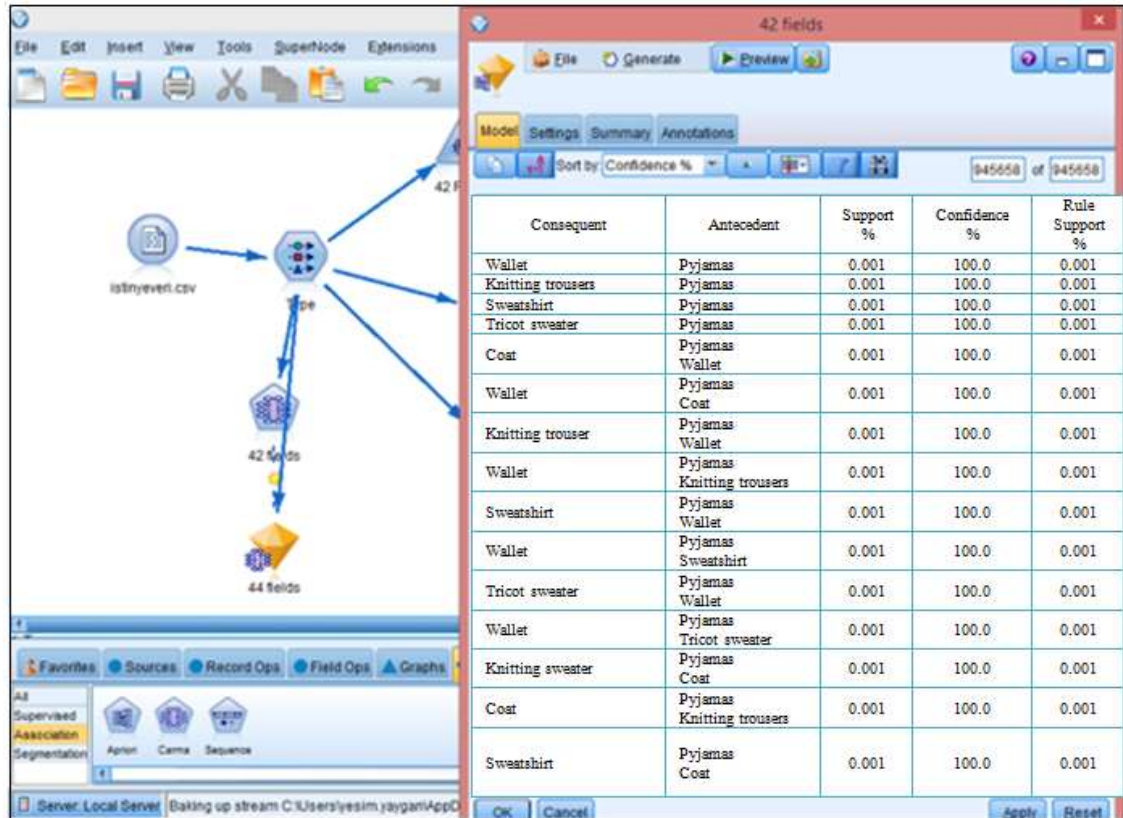 File Edit Insert View Tools SuperNode Extensions
istinyeveri.csv
Type
42 F
42 fields
44 fields
Favorites Sources Record Ops Field Ops Graphs
All
Supervised
Association
Segmentation
Apriori Carma Sequence
Server: Local Server Baking up stream C:\Users\yesim.yaygan\AppD
42 fields
File Generate Preview
Model Settings Summary Annotations
Sort by: Confidence % 945658 of 945658
Consequent Antecedent Support % Confidence % Rule Support %
Wallet Pyjamas 0.001 100.0 0.001
Knitting trousers Pyjamas 0.001 100.0 0.001
Sweatshirt Pyjamas 0.001 100.0 0.001
Tricot sweater Pyjamas 0.001 100.0 0.001
Coat Pyjamas Wallet 0.001 100.0 0.001
Wallet Pyjamas Coat 0.001 100.0 0.001
Knitting trouser Pyjamas Wallet 0.001 100.0 0.001
Wallet Pyjamas Knitting trousers 0.001 100.0 0.001
Sweatshirt Pyjamas Wallet 0.001 100.0 0.001
Wallet Pyjamas Sweatshirt 0.001 100.0 0.001
Tricot sweater Pyjamas Wallet 0.001 100.0 0.001
Wallet Pyjamas Tricot sweater 0.001 100.0 0.001
Knitting sweater Pyjamas Coat 0.001 100.0 0.001
Coat Pyjamas Knitting trousers 0.001 100.0 0.001
Sweatshirt Pyjamas Coat 0.001 100.0 0.001
OK Cancel Apply Reset